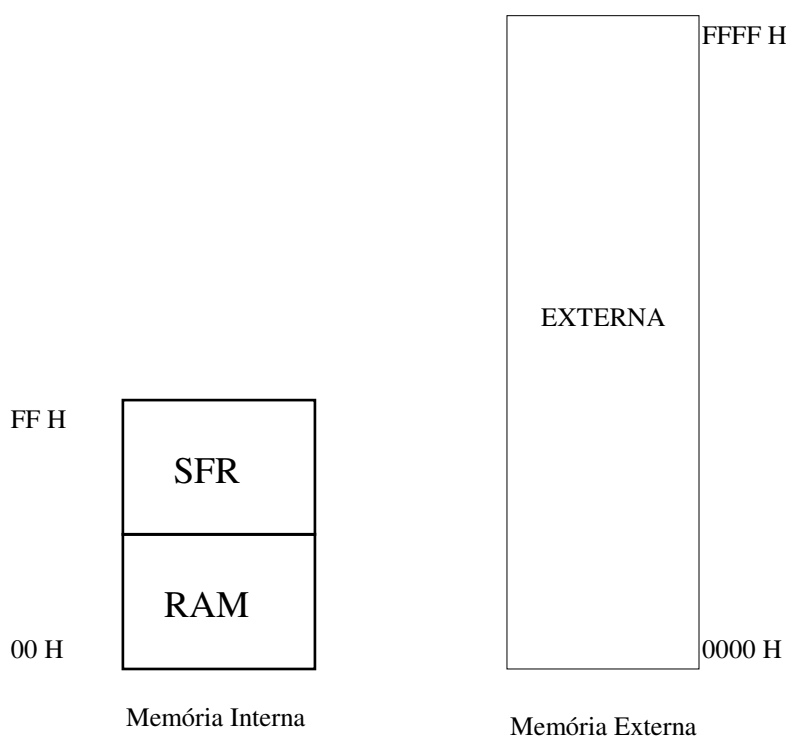 FFFF H
EXTERNA
FF H
SFR
RAM
00 H
0000 H
Memória Interna
Memória Externa